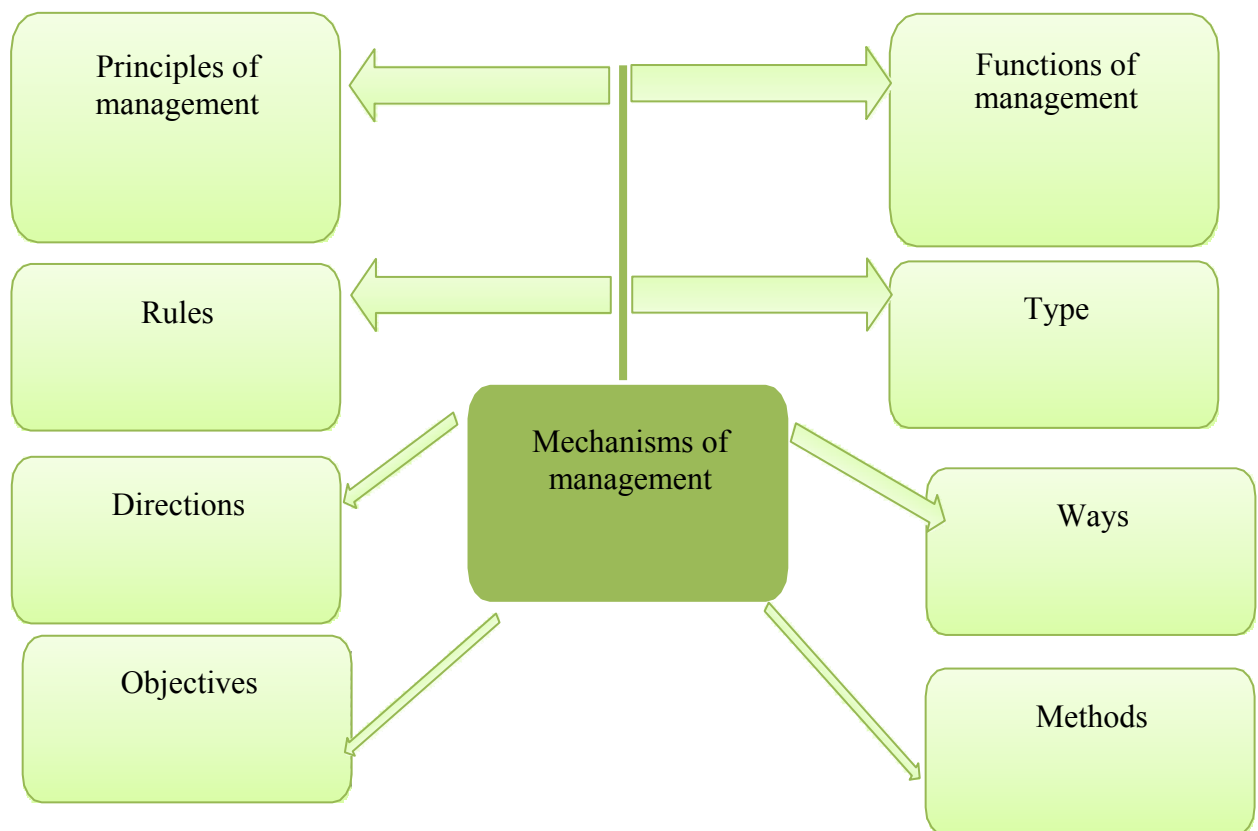 Principles of
management
Functions of
management
Rules
Type
Mechanisms of
management
Directions
Ways
Objectives
Methods